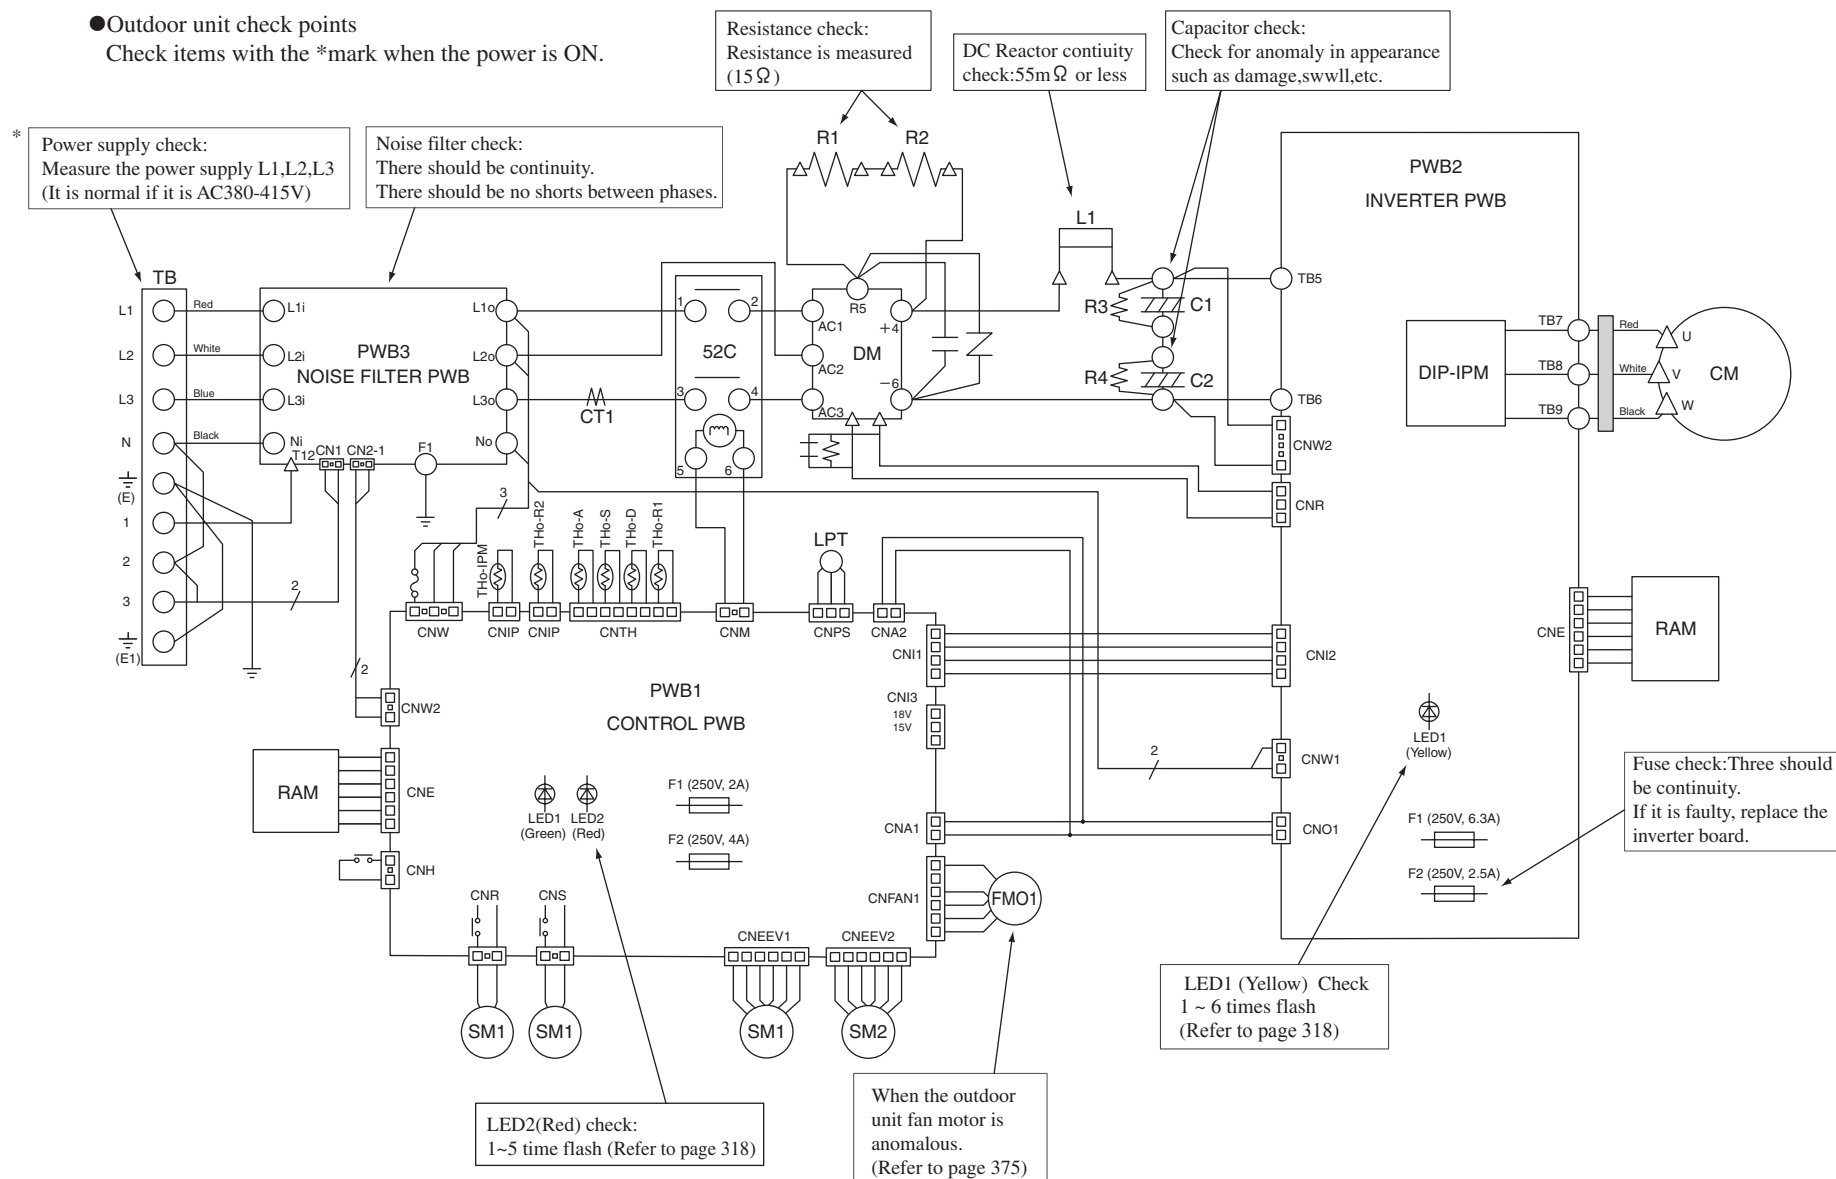 ●Outdoor unit check points
Check items with the *mark when the power is ON.
Resistance check:
Resistance is measured
(15Ω)
DC Reactor contiuity
check:55mΩ or less
Capacitor check:
Check for anomaly in appearance
such as damage,swwll,etc.
*
Power supply check:
Measure the power supply L1,L2,L3
(It is normal if it is AC380-415V)
Noise filter check:
There should be continuity.
There should be no shorts between phases.
R1
R2
L1
PWB2
INVERTER PWB
TB
L1
Red
L1i
L1o
L2
White
L2i
L2o
L3
Blue
L3i
L3o
N
Black
Ni
No
PWB3
NOISE FILTER PWB
T12
CN1
CN2-1
F1
(E)
1
2
3
(E1)
CT1
52C
1
2
3
4
5
6
R5
AC1
AC2
AC3
DM
+4
−6
R3
C1
R4
C2
TB5
TB6
CNW2
CNR
DIP-IPM
TB7
TB8
TB9
Red
White
Black
U
V
W
CM
3
2
2
THo-IPM
THo-R2
THo-A
THo-S
THo-D
THo-R1
LPT
CNW
CNIP
CNIP
CNTH
CNM
CNPS
CNA2
CNI1
CNI2
CNI3
18V
15V
PWB1
CONTROL PWB
CNW2
RAM
CNE
CNH
LED1
(Green)
LED2
(Red)
F1 (250V, 2A)
F2 (250V, 4A)
CNA1
CNFAN1
FMO1
2
CNW1
CNO1
CNE
RAM
LED1
(Yellow)
F1 (250V, 6.3A)
F2 (250V, 2.5A)
Fuse check:Three should
be continuity.
If it is faulty, replace the
inverter board.
CNR
CNS
CNEEV1
CNEEV2
SM1
SM1
SM1
SM2
LED1 (Yellow) Check
1 ~ 6 times flash
(Refer to page 318)
LED2(Red) check:
1~5 time flash (Refer to page 318)
When the outdoor
unit fan motor is
anomalous.
(Refer to page 375)